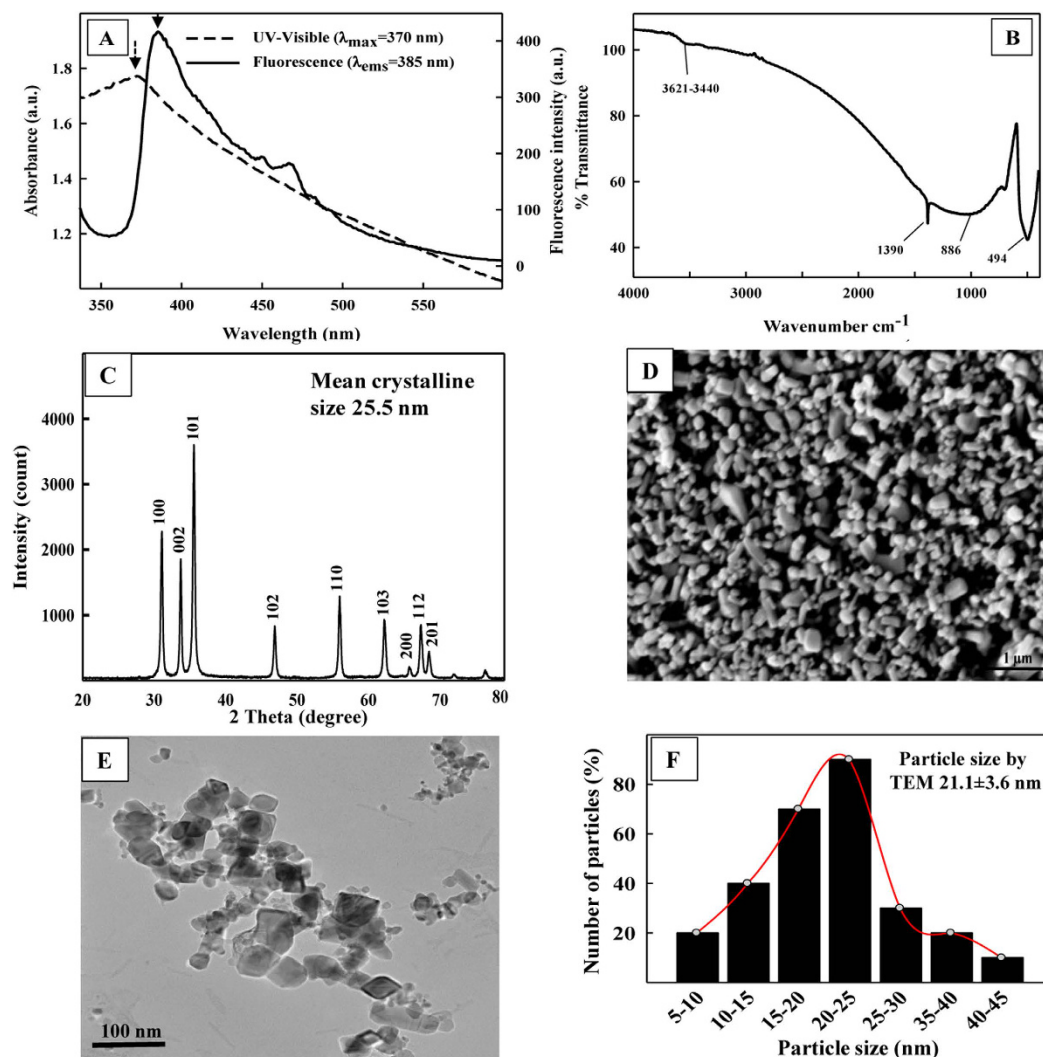 A
UV-Visible (λmax=370 nm)
Fluorescence (λems=385 nm)
Absorbance (a.u.)
1.8
1.6
1.4
1.2
Fluorescence intensity (a.u.)
400
300
200
100
0
350
400
450
500
550
Wavelength (nm)
B
% Transmittance
100
80
60
40
3621-3440
1390
886
494
4000
3000
2000
1000
Wavenumber cm-1
C
Mean crystalline
size 25.5 nm
Intensity (count)
4000
3000
2000
1000
100
002
101
102
110
103
200
112
201
20
30
40
50
60
70
80
2 Theta (degree)
D
1 µm
E
100 nm
F
Particle size by
TEM 21.1±3.6 nm
Number of particles (%)
80
60
40
20
5-10
10-15
15-20
20-25
25-30
35-40
40-45
Particle size (nm)